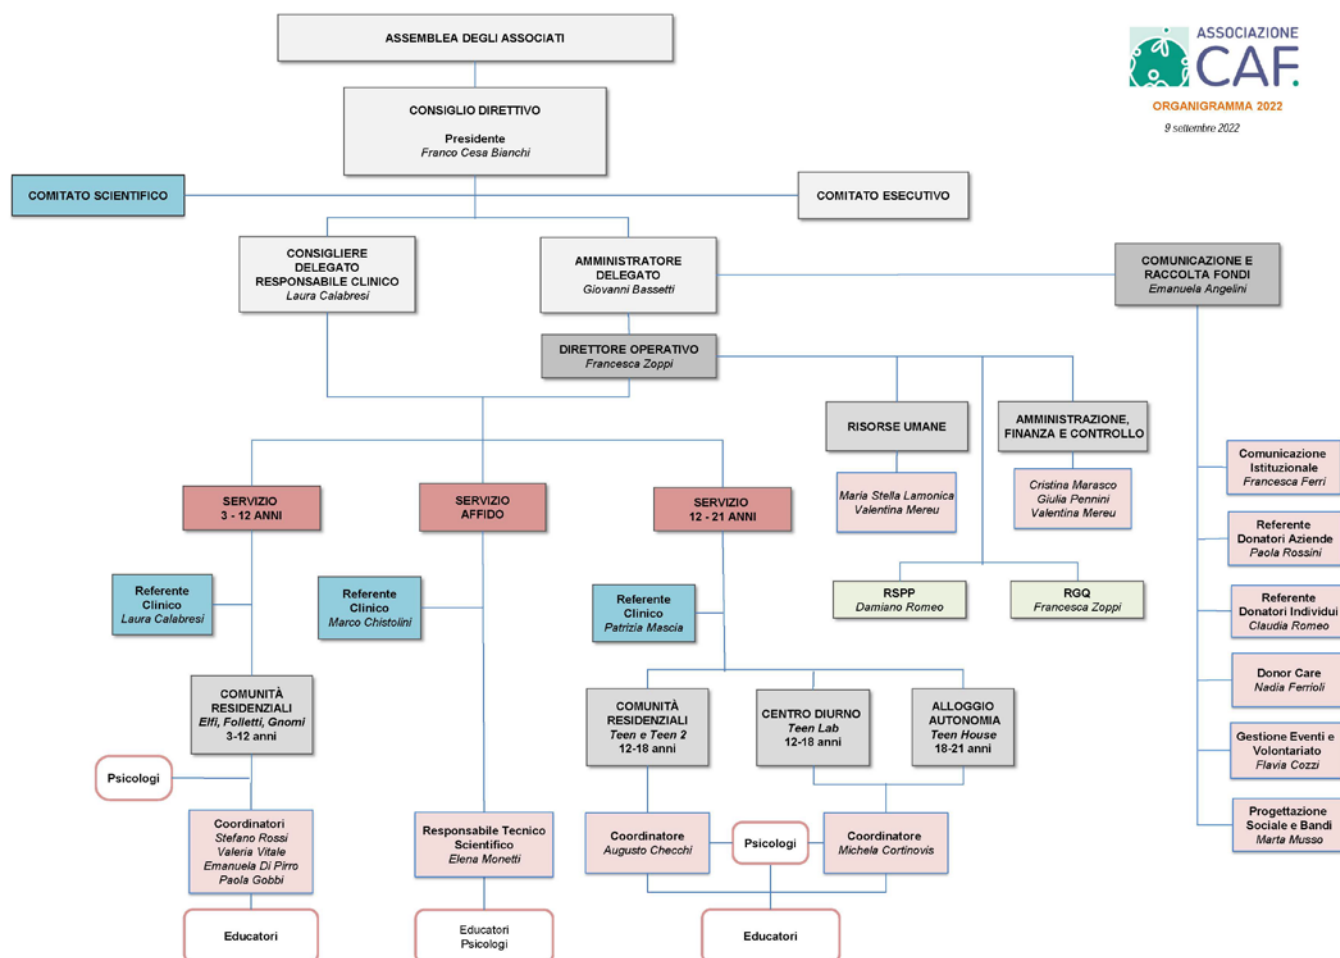 ASSEMBLEA DEGLI ASSOCIATI
ASSOCIAZIONE
CAF.
ORGANIGRAMMA 2022
9 settembre 2022
CONSIGLIO DIRETTIVO
Presidente
Franco Cesa Bianchi
COMITATO SCIENTIFICO
COMITATO ESECUTIVO
CONSIGLIERE
DELEGATO
RESPONSABILE CLINICO
Laura Calabresi
AMMINISTRATORE
DELEGATO
Giovanni Bassetti
COMUNICAZIONE E
RACCOLTA FONDI
Emanuela Angelini
DIRETTORE OPERATIVO
Francesca Zoppi
RISORSE UMANE
AMMINISTRAZIONE,
FINANZA E CONTROLLO
Maria Stella Lamonica
Valentina Mereu
Cristina Marasco
Giulia Pennini
Valentina Mereu
RSPP
Damiano Romeo
RGQ
Francesca Zoppi
Comunicazione
Istituzionale
Francesca Ferri
Referente
Donatori Aziende
Paola Rossini
Referente
Donatori Individui
Claudia Romeo
Donor Care
Nadia Ferrioli
Gestione Eventi e
Volontariato
Flavia Cozzi
Progettazione
Sociale e Bandi
Marta Musso
SERVIZIO
3 - 12 ANNI
SERVIZIO
AFFIDO
SERVIZIO
12 - 21 ANNI
Referente
Clinico
Laura Calabresi
Referente
Clinico
Marco Chistolini
Referente
Clinico
Patrizia Mascia
COMUNITÀ
RESIDENZIALI
Elfi, Folletti, Gnomi
3-12 anni
COMUNITÀ
RESIDENZIALI
Teen e Teen 2
12-18 anni
CENTRO DIURNO
Teen Lab
12-18 anni
ALLOGGIO
AUTONOMIA
Teen House
18-21 anni
Psicologi
Coordinatori
Stefano Rossi
Valeria Vitale
Emanuela Di Pirro
Paola Gobbi
Responsabile Tecnico
Scientifico
Elena Monetti
Coordinatore
Augusto Checchi
Psicologi
Coordinatore
Michela Cortinovis
Educatori
Educatori
Psicologi
Educatori